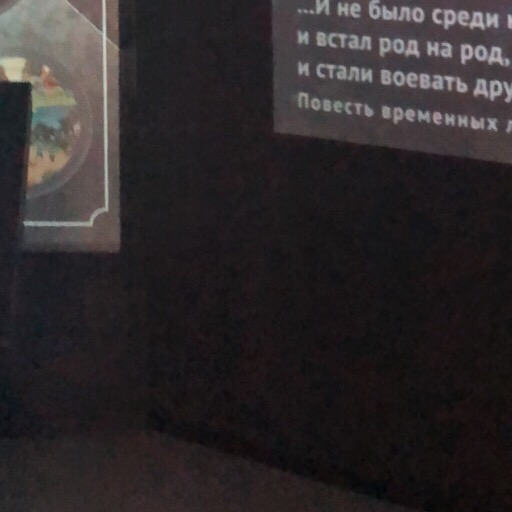 ...И не было среди
и встал род на род,
и стали воевать
Повесть временных